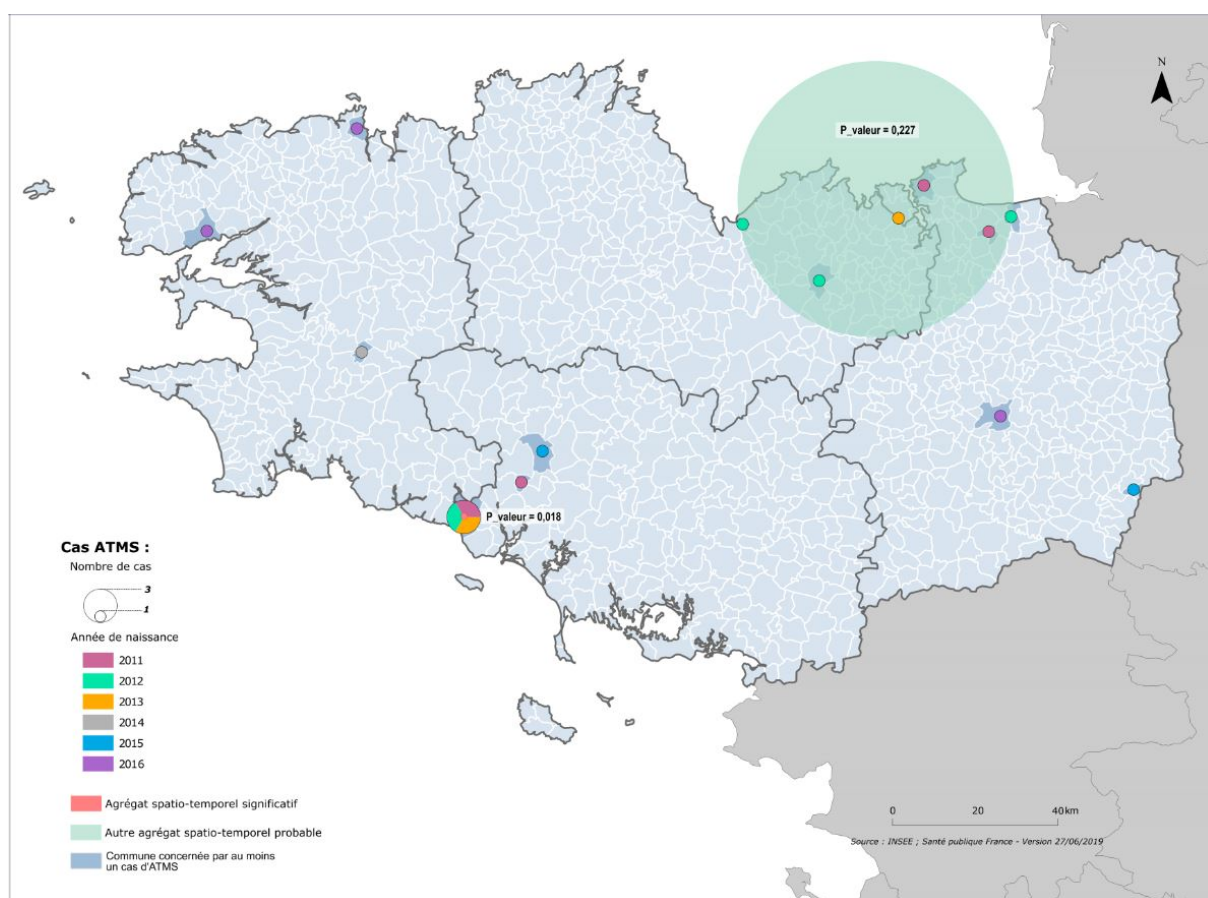 N
P_valeur = 0,227
P_valeur = 0,018
Cas ATMS :
Nombre de cas
3
1
Année de naissance
2011
2012
2013
2014
2015
2016
Agrégat spatio-temporel significatif
Autre agrégat spatio-temporel probable
Commune concernée par au moins
un cas d'ATMS
0 20 40 km
Source : INSEE ; Santé publique France - Version 27/06/2019